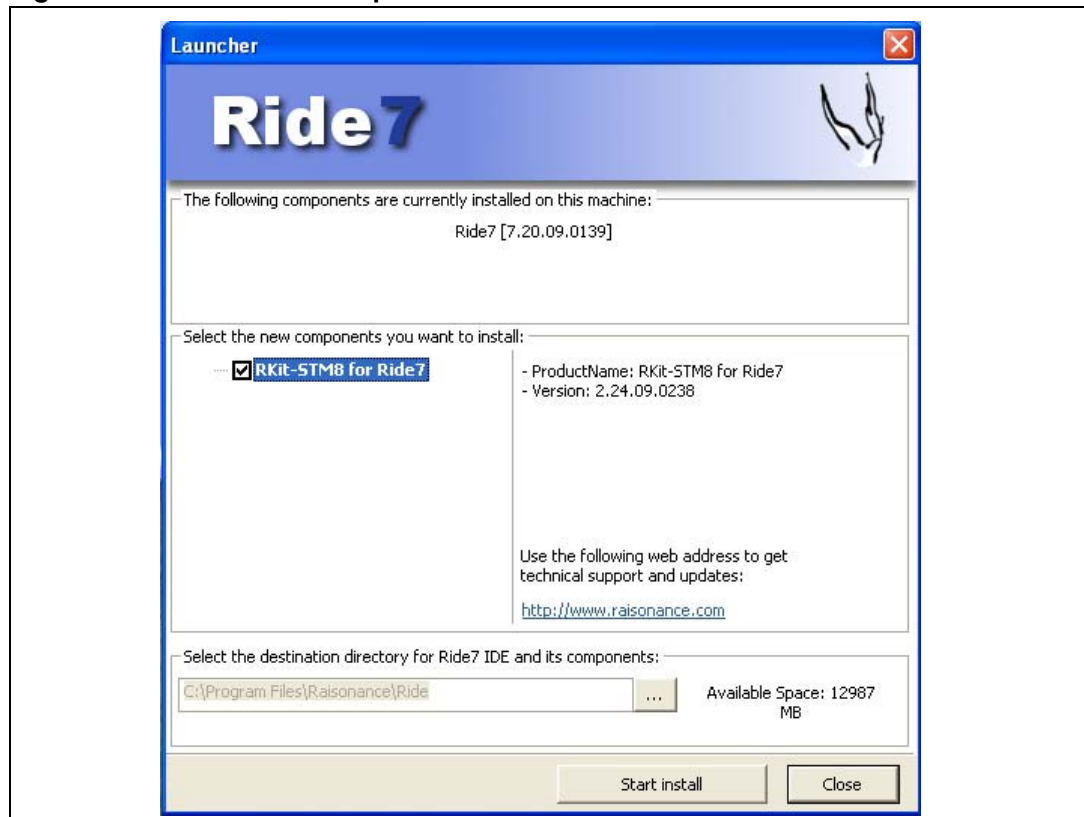 Launcher
Ride7
The following components are currently installed on this machine:
Ride7 [7.20.09.0139]
Select the new components you want to install:
RKit-STM8 for Ride7
- ProductName: RKit-STM8 for Ride7
- Version: 2.24.09.0238
Use the following web address to get
technical support and updates:
http://www.raisonance.com
Select the destination directory for Ride7 IDE and its components:
C:\Program Files\Raisonance\Ride
...
Available Space: 12987
MB
Start install
Close